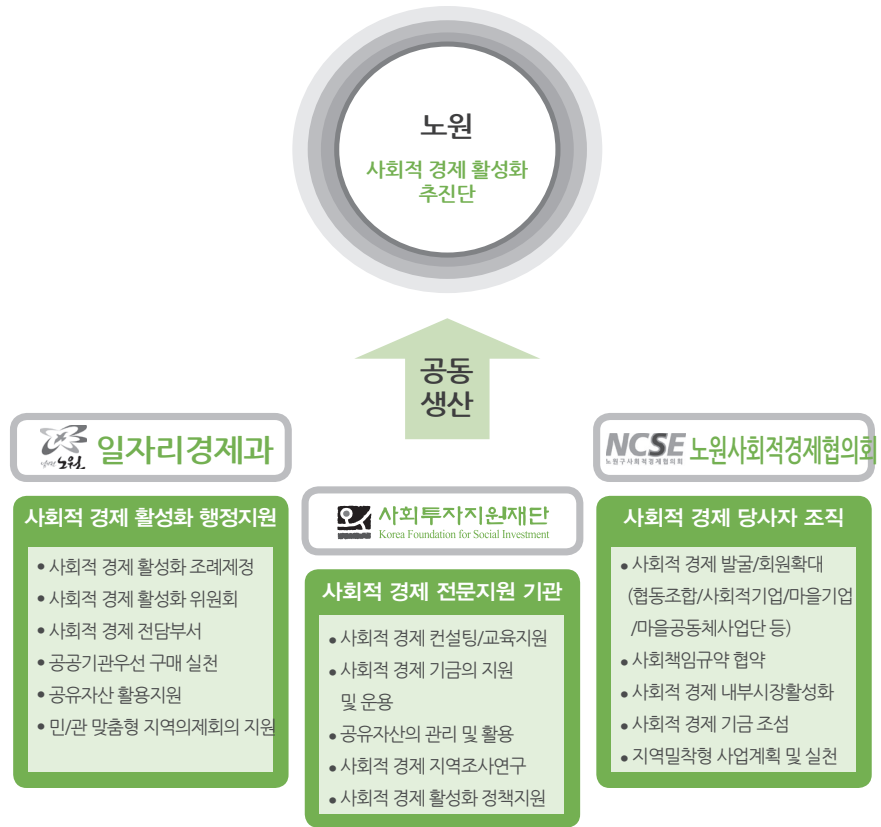 노원
사회적 경제 활성화
추진단
공동
생산
노원 일자리경제과
사회적 경제 활성화 행정지원
• 사회적 경제 활성화 조례제정
• 사회적 경제 활성화 위원회
• 사회적 경제 전담부서
• 공공기관우선 구매 실천
• 공유자산 활용지원
• 민/관 맞춤형 지역의제회의 지원
사회투자지원재단
Korea Foundation for Social Investment
사회적 경제 전문지원 기관
• 사회적 경제 컨설팅/교육지원
• 사회적 경제 기금의 지원
및 운용
• 공유자산의 관리 및 활용
• 사회적 경제 지역조사연구
• 사회적 경제 활성화 정책지원
NCSE 노원사회적경제협의회
노원구사회적경제협의회
사회적 경제 당사자 조직
• 사회적 경제 발굴/회원확대
(협동조합/사회적기업/마을기업
/마을공동체사업단 등)
• 사회책임규약 협약
• 사회적 경제 내부시장활성화
• 사회적 경제 기금 조섬
• 지역밀착형 사업계획 및 실천